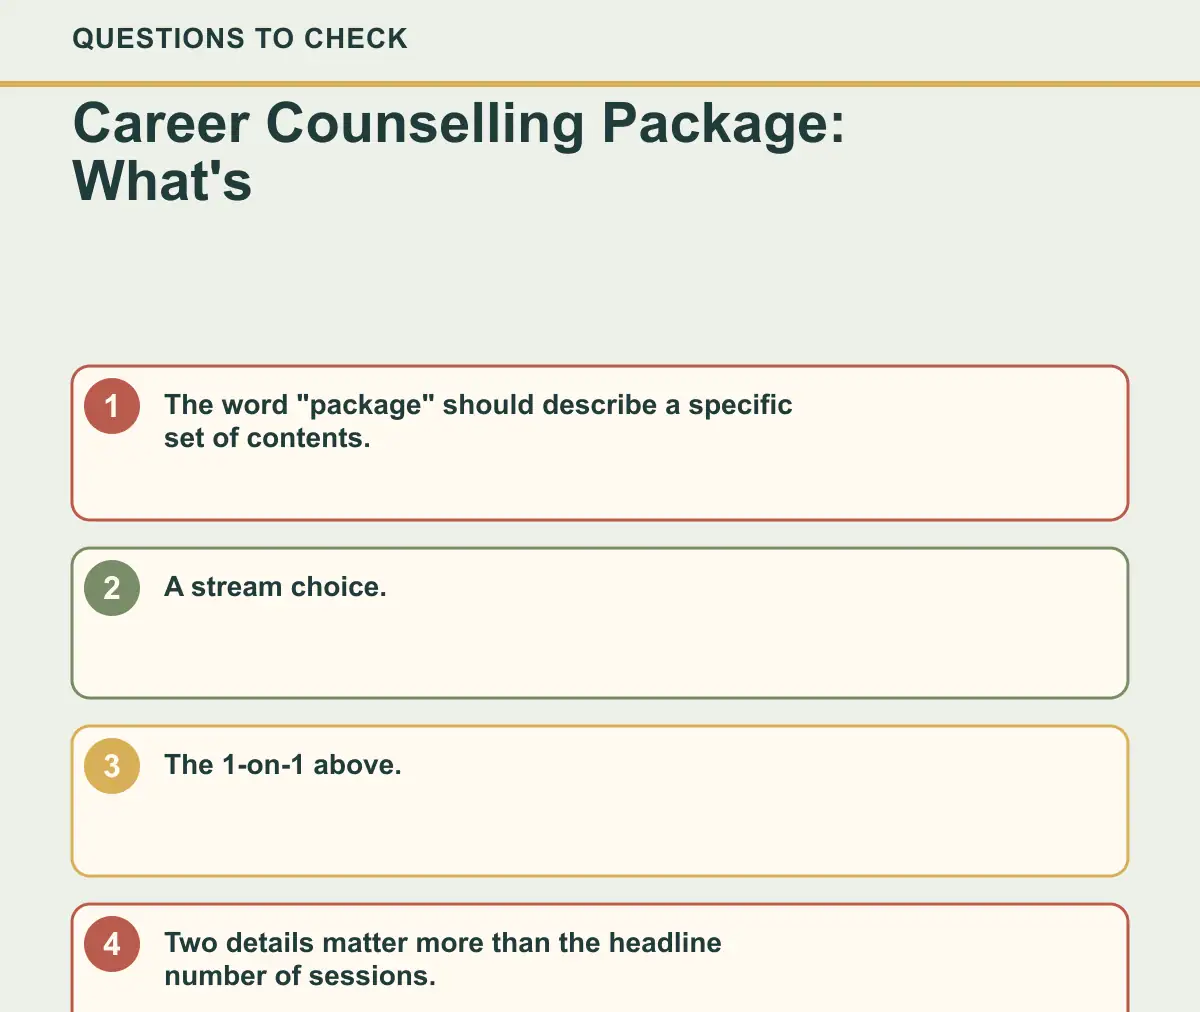 QUESTIONS TO CHECK
Career Counselling Package:
What's
1
The word "package" should describe a specific
set of contents.
2
A stream choice.
3
The 1-on-1 above.
4
Two details matter more than the headline
number of sessions.